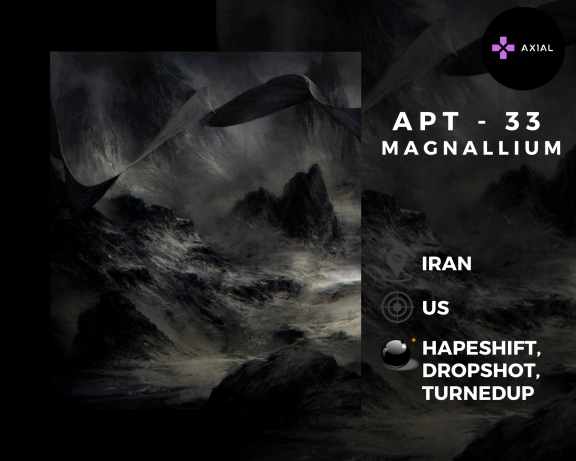 AXIAL
APT - 33
MAGNALLIUM
IRAN
US
HAPESHIFT,
DROPSHOT,
TURNEDUP